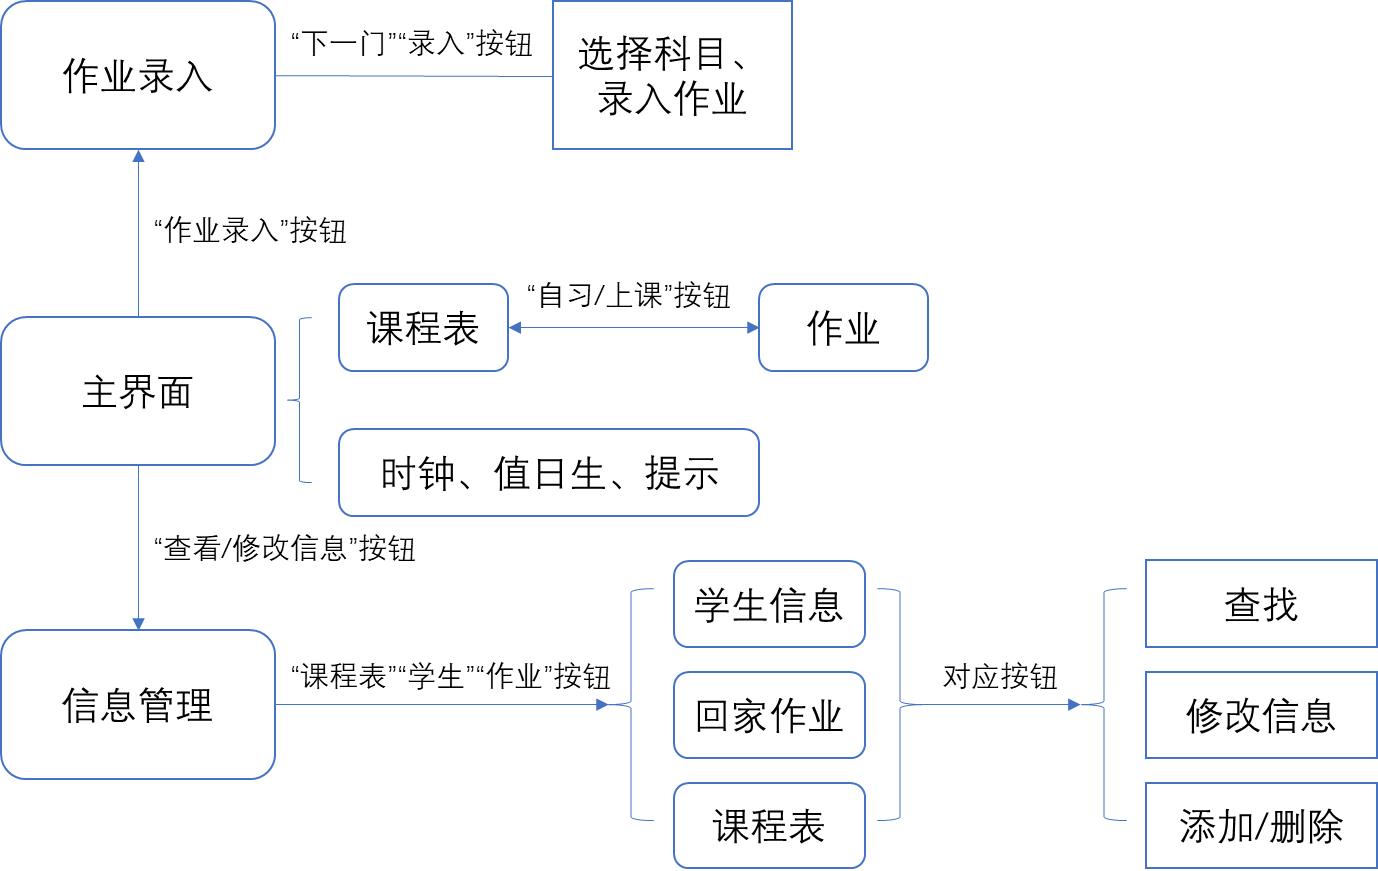 “下一门”“录入”按钮
作业录入
选择科目、
录入作业
“作业录入”按钮
“自习/上课”按钮
课程表
作业
主界面
时钟、值日生、提示
“查看/修改信息”按钮
学生信息
查找
“课程表”“学生”“作业”按钮
对应按钮
信息管理
回家作业
修改信息
课程表
添加/删除